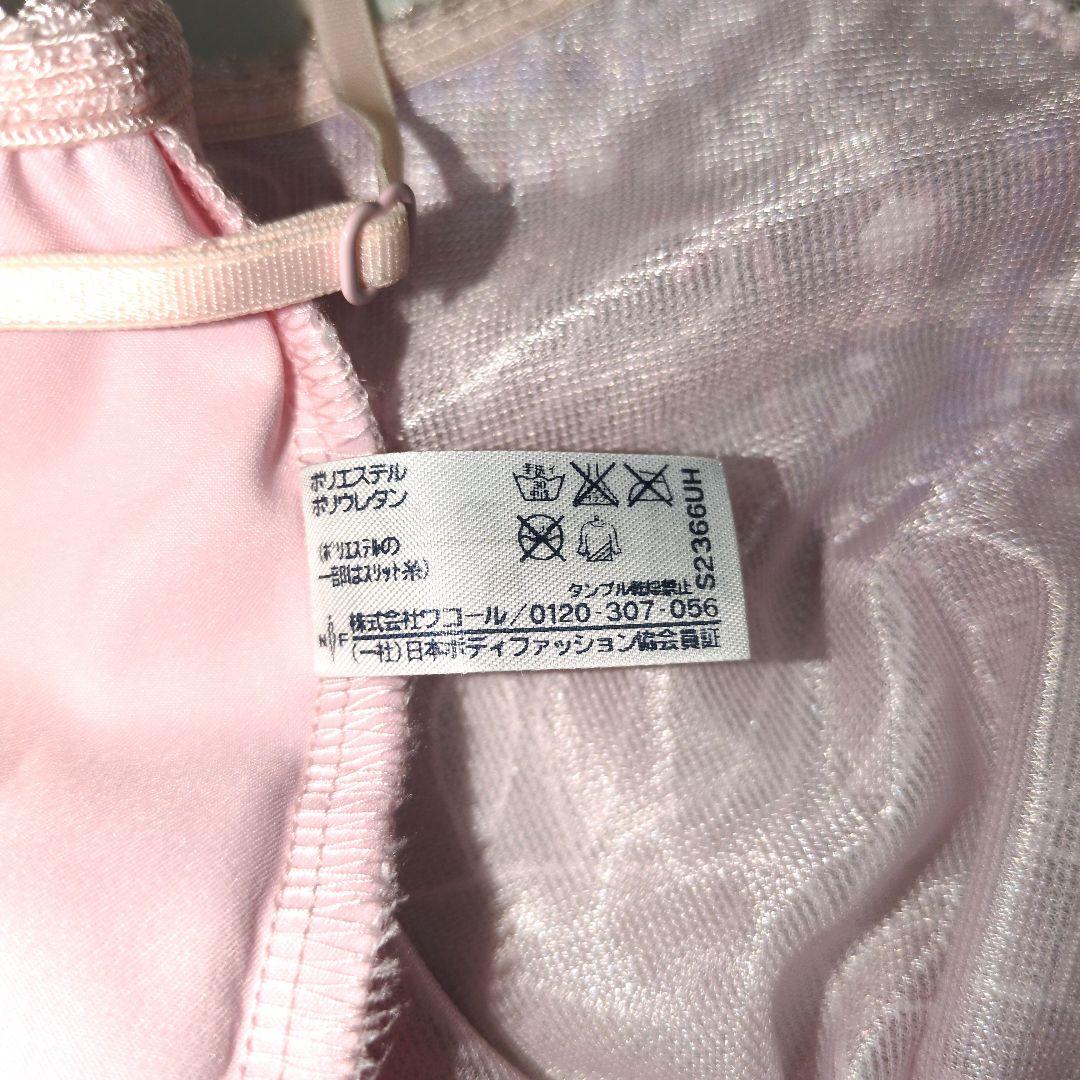 ポリエステル
ポリウレタン
(ポリエステルの
一部はスリット糸)
手洗イ
30
中性
タンブル乾燥禁止
S2366UH
N F
株式会社ワコール/0120-307-056
(一社)日本ボディファッション協会員証